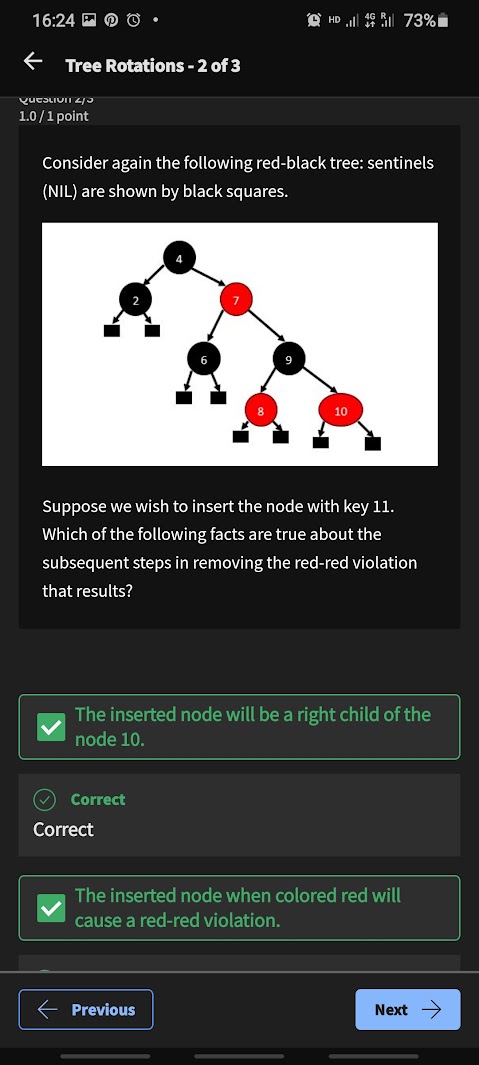 16:24
HD 4G R 73%
Tree Rotations - 2 of 3
Question 2/3
1.0 / 1 point
Consider again the following red-black tree: sentinels
(NIL) are shown by black squares.
4
2
7
6
9
8
10
Suppose we wish to insert the node with key 11.
Which of the following facts are true about the
subsequent steps in removing the red-red violation
that results?
The inserted node will be a right child of the
node 10.
Correct
Correct
The inserted node when colored red will
cause a red-red violation.
Previous
Next